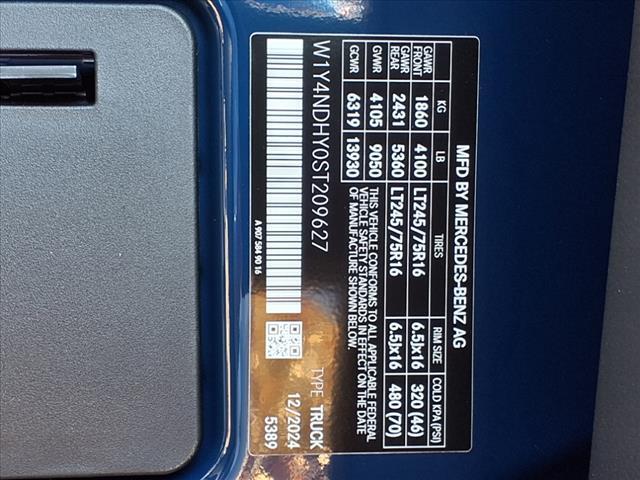 MFD BY MERCEDES-BENZ AG
KG LB TIRES RIM SIZE COLD KPA (PSI)
GAWR FRONT 1860 4100 LT245/75R16 6.5Jx16 320 (46)
GAWR REAR 2431 5360 LT245/75R16 6.5Jx16 480 (70)
GVWR 4105 9050 THIS VEHICLE CONFORMS TO ALL APPLICABLE FEDERAL
VEHICLE SAFETY STANDARDS IN EFFECT ON THE DATE
GCWR 6319 13930 OF MANUFACTURE
W1Y4NDHY0ST209627 TYPE TRUCK
12/2024
A 907 584 90 16 5389